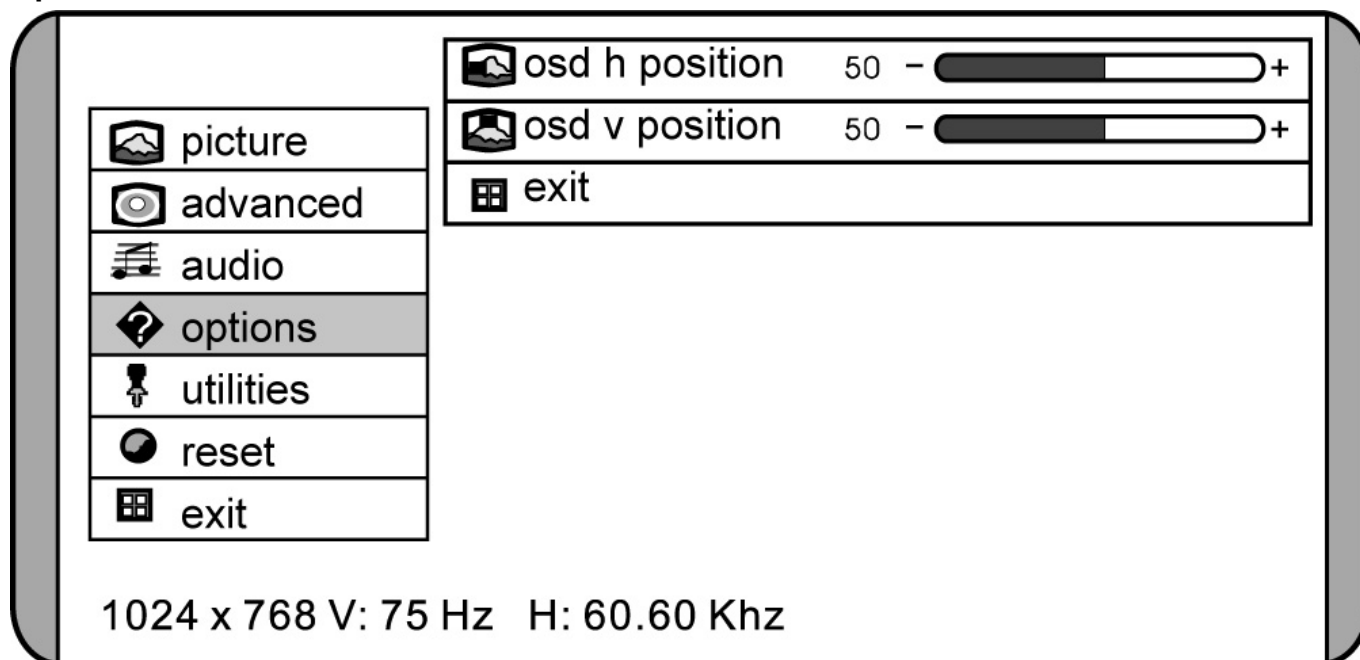 picture
advanced
audio
options
utilities
reset
exit
osd h position 50 - +
osd v position 50 - +
exit
1024 x 768 V: 75 Hz H: 60.60 Khz